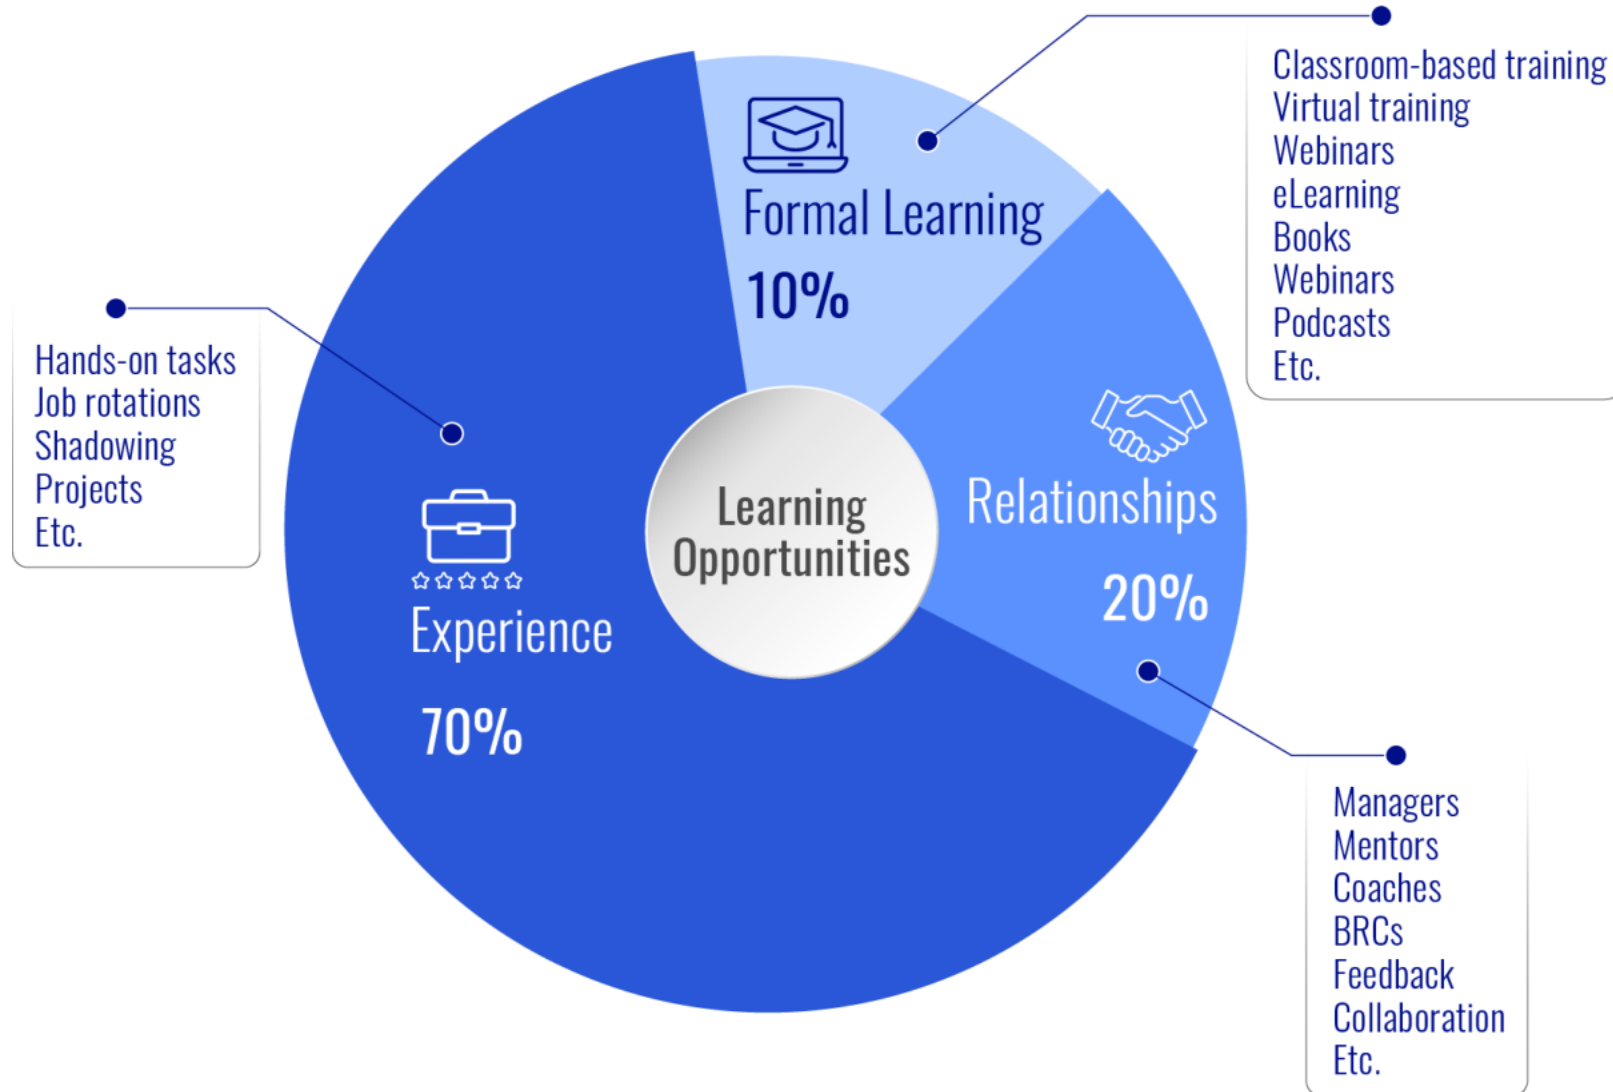 Classroom-based training
Virtual training
Webinars
eLearning
Books
Webinars
Podcasts
Etc.
Formal Learning
10%
Hands-on tasks
Job rotations
Shadowing
Projects
Etc.
Relationships
20%
Learning
Opportunities
Experience
70%
Managers
Mentors
Coaches
BRCs
Feedback
Collaboration
Etc.